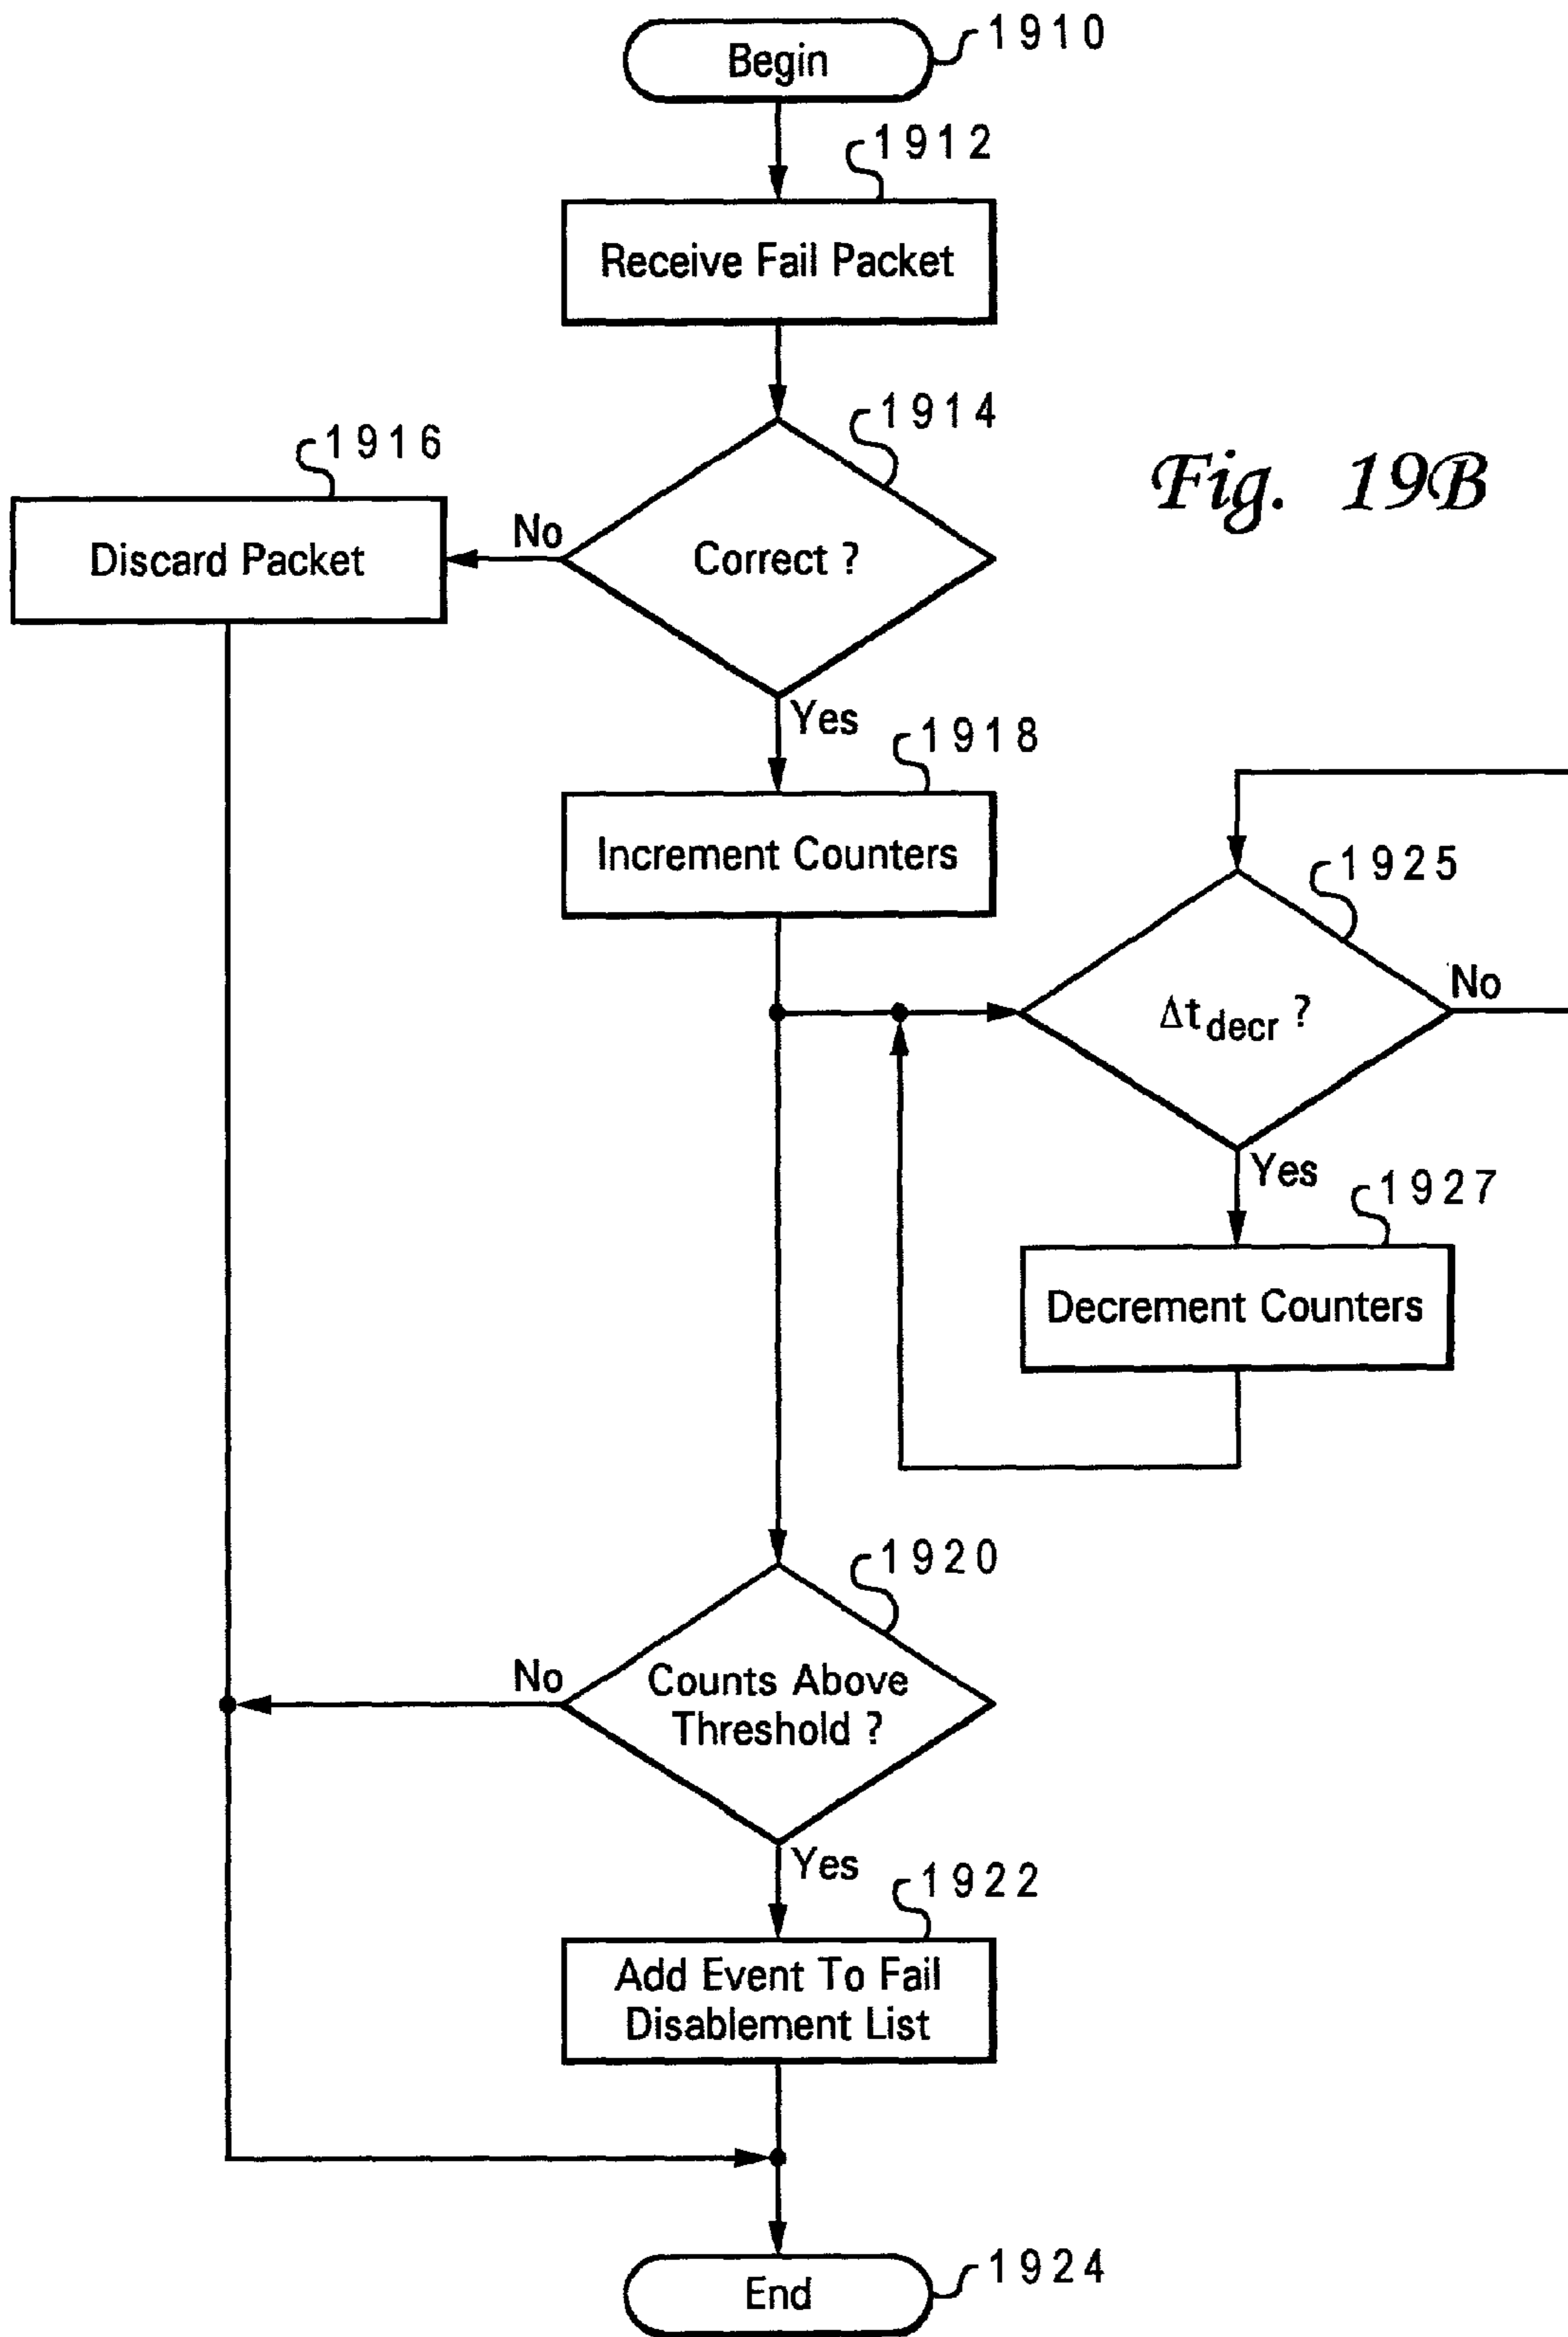 Begin
1910
1912
Receive Fail Packet
1914
1916
Fig. 19B
Discard Packet
No
Correct ?
Yes
1918
Increment Counters
1925
Δtdecr ?
No
Yes
1927
Decrement Counters
1920
No
Counts Above
Threshold ?
Yes
1922
Add Event To Fail
Disablement List
1924
End